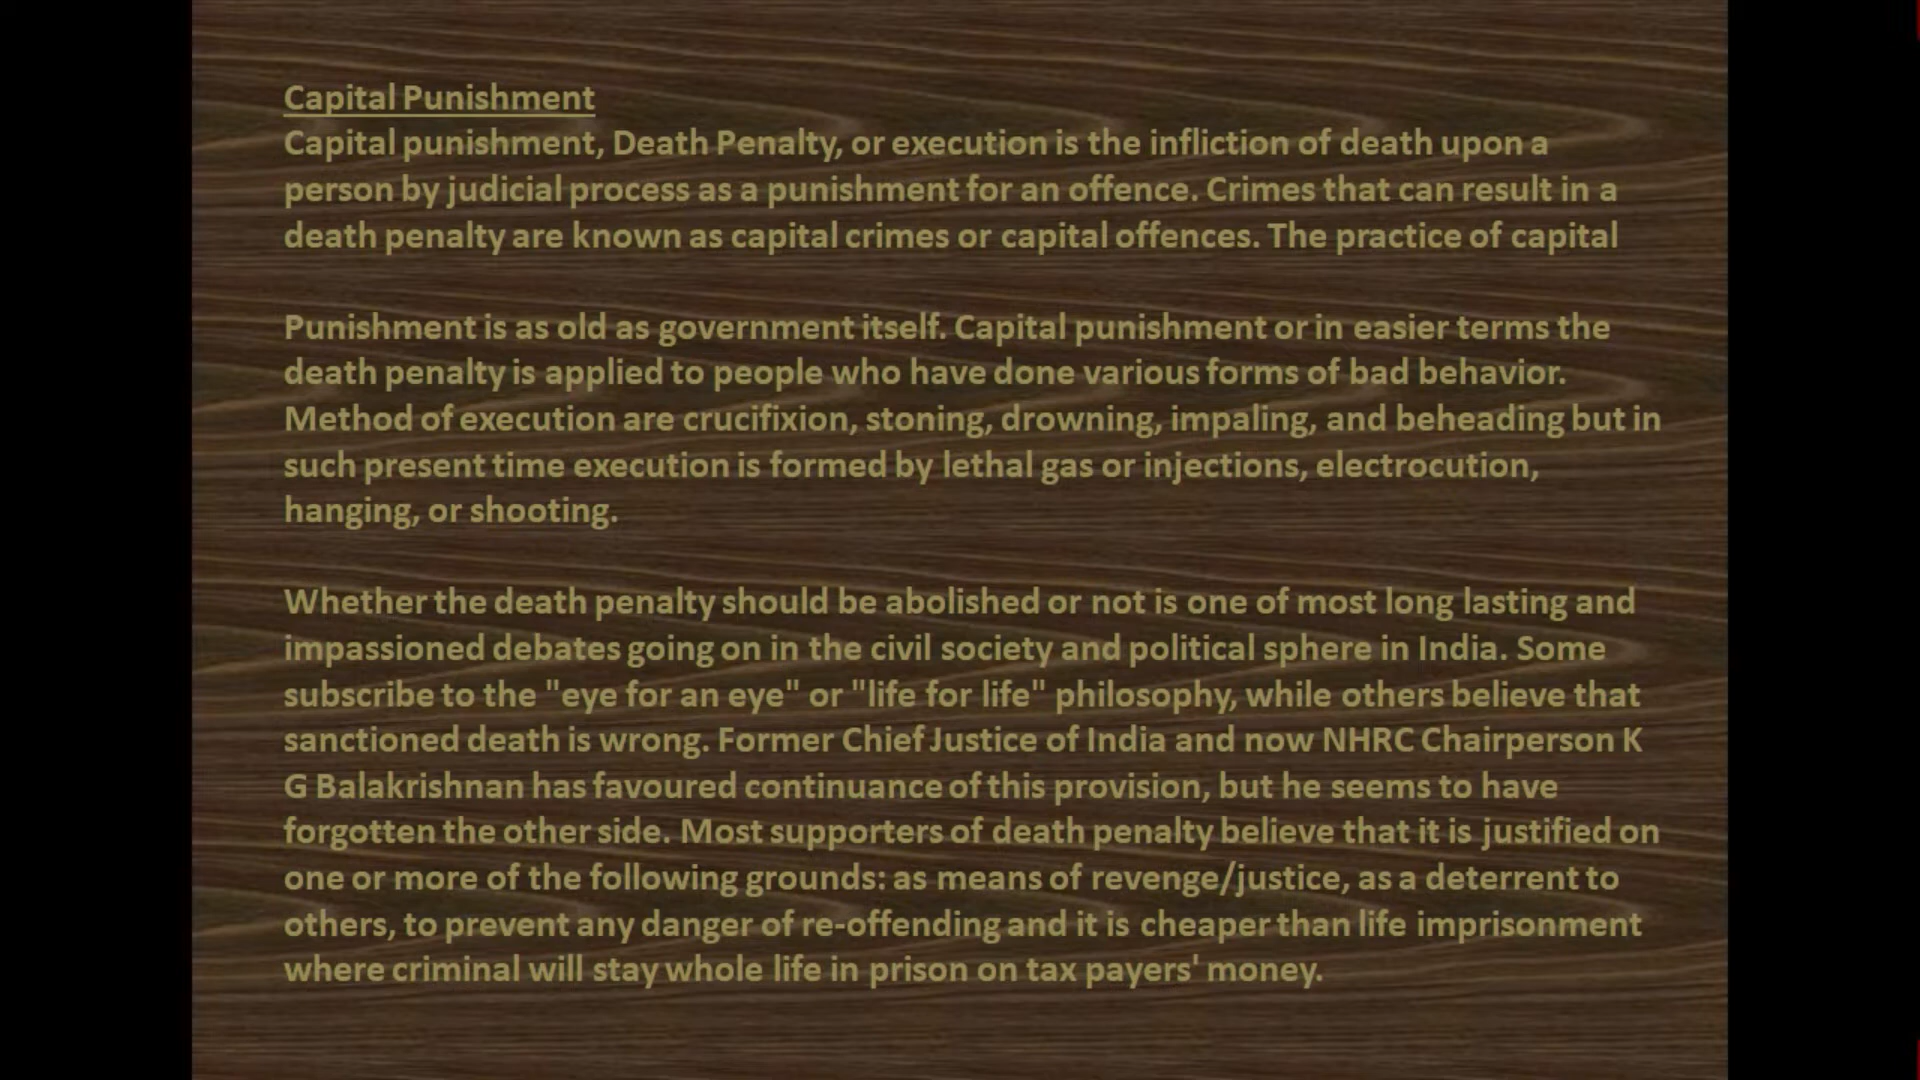 Capital Punishment
Capital punishment, Death Penalty, or execution is the infliction of death upon a
person by judicial process as a punishment for an offence. Crimes that can result in a
death penalty are known as capital crimes or capital offences. The practice of capital
Punishment is as old as government itself. Capital punishment or in easier terms the
death penalty is applied to people who have done various forms of bad behavior.
Method of execution are crucifixion, stoning, drowning, impaling, and beheading but in
such present time execution is formed by lethal gas or injections, electrocution,
hanging, or shooting.
Whether the death penalty should be abolished or not is one of most long lasting and
impassioned debates going on in the civil society and political sphere in India. Some
subscribe to the "eye for an eye" or "life for life" philosophy, while others believe that
sanctioned death is wrong. Former Chief Justice of India and now NHRC Chairperson K
G Balakrishnan has favoured continuance of this provision, but he seems to have
forgotten the other side. Most supporters of death penalty believe that it is justified on
one or more of the following grounds: as means of revenge/justice, as a deterrent to
others, to prevent any danger of re-offending and it is cheaper than life imprisonment
where criminal will stay whole life in prison on tax payers' money.